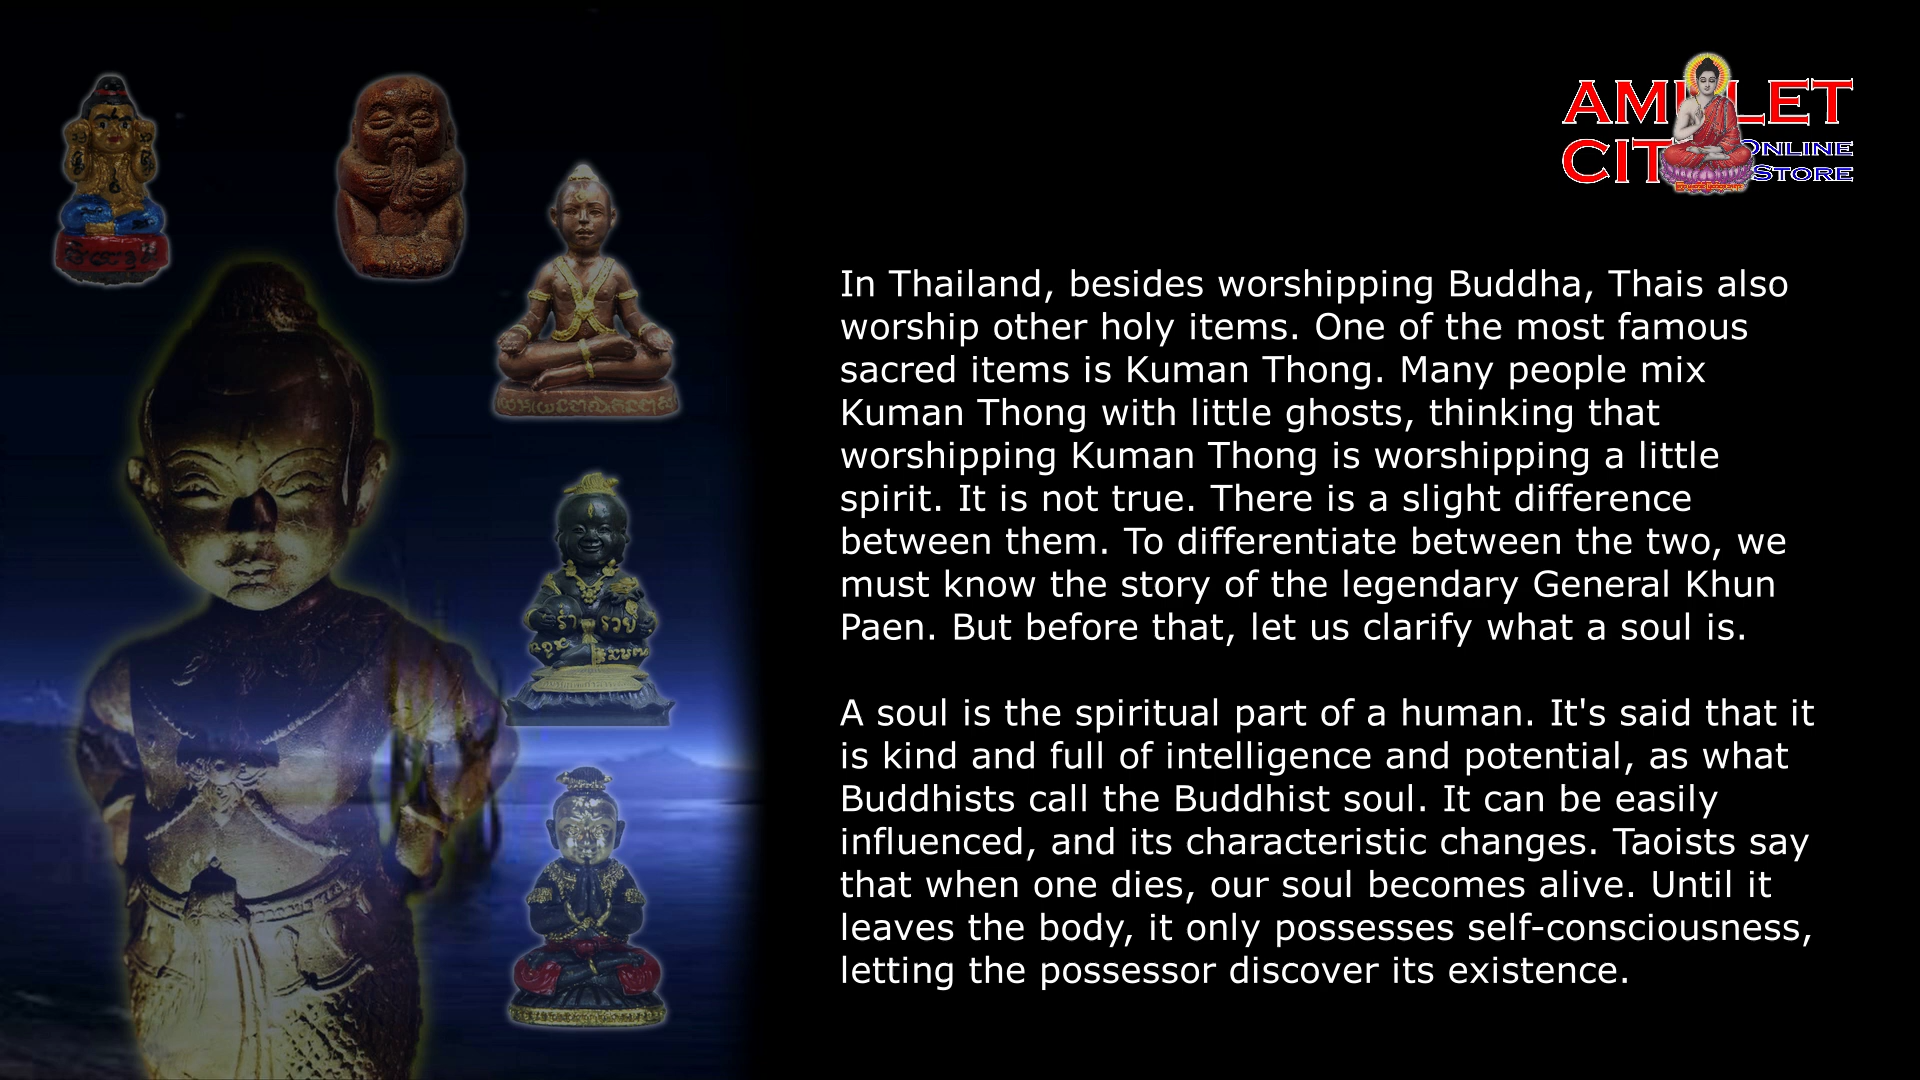 AMULET
CITY ONLINE
STORE
In Thailand, besides worshipping Buddha, Thais also
worship other holy items. One of the most famous
sacred items is Kuman Thong. Many people mix
Kuman Thong with little ghosts, thinking that
worshipping Kuman Thong is worshipping a little
spirit. It is not true. There is a slight difference
between them. To differentiate between the two, we
must know the story of the legendary General Khun
Paen. But before that, let us clarify what a soul is.
A soul is the spiritual part of a human. It's said that it
is kind and full of intelligence and potential, as what
Buddhists call the Buddhist soul. It can be easily
influenced, and its characteristic changes. Taoists say
that when one dies, our soul becomes alive. Until it
leaves the body, it only possesses self-consciousness,
letting the possessor discover its existence.
ร่ำ รวย